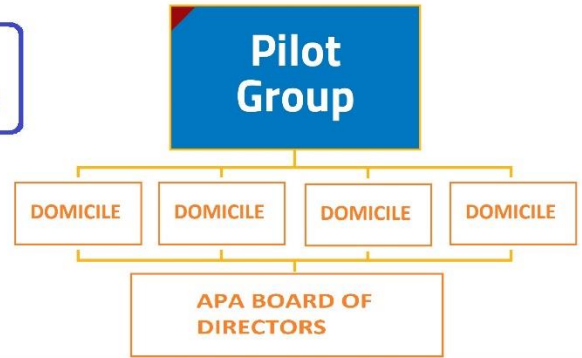 Pilot
Group
DOMICILE
DOMICILE
DOMICILE
DOMICILE
APA BOARD OF
DIRECTORS